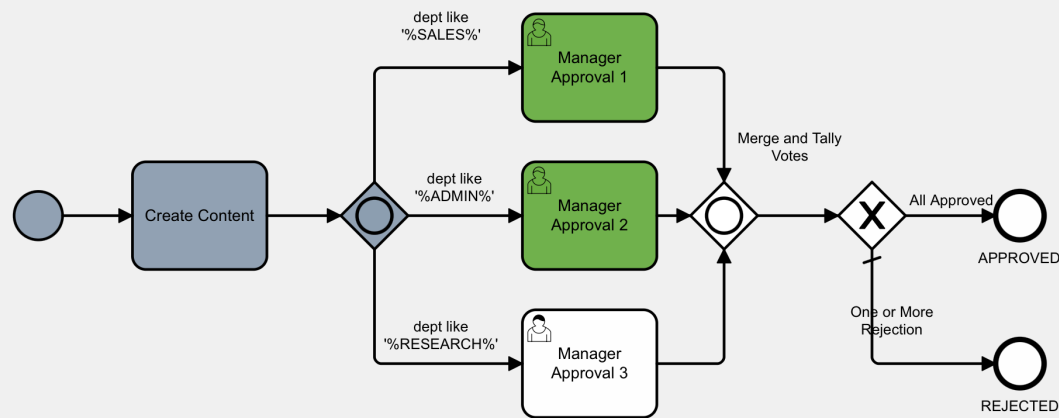 dept like
'%SALES%'
Manager
Approval 1
Merge and Tally
Votes
Create Content
dept like
'%ADMIN%'
Manager
Approval 2
X
All Approved
APPROVED
dept like
'%RESEARCH%'
Manager
Approval 3
One or More
Rejection
REJECTED